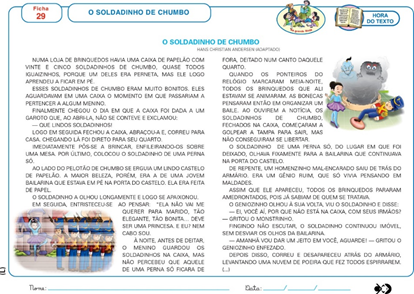 Ficha
29
O SOLDADINHO DE CHUMBO
HORA
DO TEXTO
O SOLDADINHO DE CHUMBO
HANS CHRISTIAN ANDERSEN (ADAPTADO)
NUMA LOJA DE BRINQUEDOS HAVIA UMA CAIXA DE PAPELÃO COM
VINTE E CINCO SOLDADINHOS DE CHUMBO, QUASE TODOS
IGUAIZINHOS, PORQUE UM DELES ERA PERNETA, MAS ELE LOGO
APRENDEU A FICAR EM PÉ.
ESSES SOLDADINHOS DE CHUMBO ERAM MUITO BONITOS. ELES
AGUARDAVAM EM UMA CAIXA O MOMENTO EM QUE PASSARIAM A
PERTENCER A ALGUM MENINO.
FINALMENTE CHEGOU O DIA EM QUE A CAIXA FOI DADA A UM
GAROTO QUE, AO ABRI-LA, NÃO SE CONTEVE E EXCLAMOU:
— QUE LINDOS SOLDADINHOS!
LOGO EM SEGUIDA FECHOU A CAIXA, ABRAÇOU-A E, CORREU PARA
CASA, CHEGANDO LÁ FOI DIRETO PARA SEU QUARTO.
IMEDIATAMENTE PÔS-SE A BRINCAR, ENFILEIRANDO-OS SOBRE
UMA MESA. POR ÚLTIMO, COLOCOU O SOLDADINHO DE UMA PERNA
SÓ.
AO LADO DO PELOTÃO DE CHUMBO SE ERGUIA UM LINDO CASTELO
DE PAPELÃO. A MAIOR BELEZA, PORÉM, ERA A DE UMA JOVEM
BAILARINA QUE ESTAVA EM PÉ NA PORTA DO CASTELO. ELA ERA FEITA
DE PAPEL.
O SOLDADINHO A OLHOU LONGAMENTE E LOGO SE APAIXONOU.
EM SEGUIDA, ENTRISTECEU-SE AO PENSAR: "ELA NÃO VAI ME
QUERER PARA MARIDO, TÃO
ELEGANTE, TÃO BONITA... DEVE
SER UMA PRINCESA. E EU? NEM
CABO SOU.
À NOITE, ANTES DE DEITAR,
O MENINO GUARDOU OS
SOLDADINHOS NA CAIXA, MAS
NÃO PERCEBEU QUE AQUELE
DE UMA PERNA SÓ FICARA DE
FORA, DEITADO NUM CANTO DAQUELE
QUARTO.
QUANDO OS PONTEIROS DO
RELÓGIO MARCARAM MEIA-NOITE,
TODOS OS BRINQUEDOS QUE ALI
ESTAVAM SE ANIMARAM. AS BONECAS
PENSARAM ENTÃO EM ORGANIZAR UM
BAILE. AO OUVIREM A NOTÍCIA, OS
SOLDADINHOS DE CHUMBO,
FECHADOS NA CAIXA, COMEÇARAM A
GOLPEAR A TAMPA PARA SAIR, MAS
NÃO CONSEGUIRAM SE LIBERTAR.
O SOLDADINHO DE UMA PERNA SÓ, DO LUGAR EM QUE FOI
DEIXADO, OLHAVA FIXAMENTE PARA A BAILARINA QUE CONTINUAVA
NA PORTA DO CASTELO.
DE REPENTE, UM HOMENZINHO MAL-ENCARADO SAIU DE TRÁS DO
ARMÁRIO. ERA UM GÊNIO RUIM, QUE SÓ VIVIA PENSANDO EM
MALDADES.
ASSIM QUE ELE APARECEU, TODOS OS BRINQUEDOS PARARAM
AMEDRONTADOS, POIS JÁ SABIAM DE QUEM SE TRATAVA.
O GENIOZINHO OLHOU À SUA VOLTA, VIU O SOLDADINHO E DISSE:
— EI, VOCÊ AÍ, POR QUE NÃO ESTÁ NA CAIXA, COM SEUS IRMÃOS?
— GRITOU O MONSTRINHO.
FINGINDO NÃO ESCUTAR, O SOLDADINHO CONTINUOU IMÓVEL,
SEM DESVIAR OS OLHOS DA BAILARINA.
— AMANHÃ VOU DAR UM JEITO EM VOCÊ, AGUARDE! — GRITOU O
GENIOZINHO ENFEZADO.
DEPOIS DISSO, CORREU E DESAPARECEU ATRÁS DO ARMÁRIO,
LEVANTANDO UMA NUVEM DE POEIRA QUE FEZ TODOS ESPIRRAREM.
(...)
Nome:
Data: / /